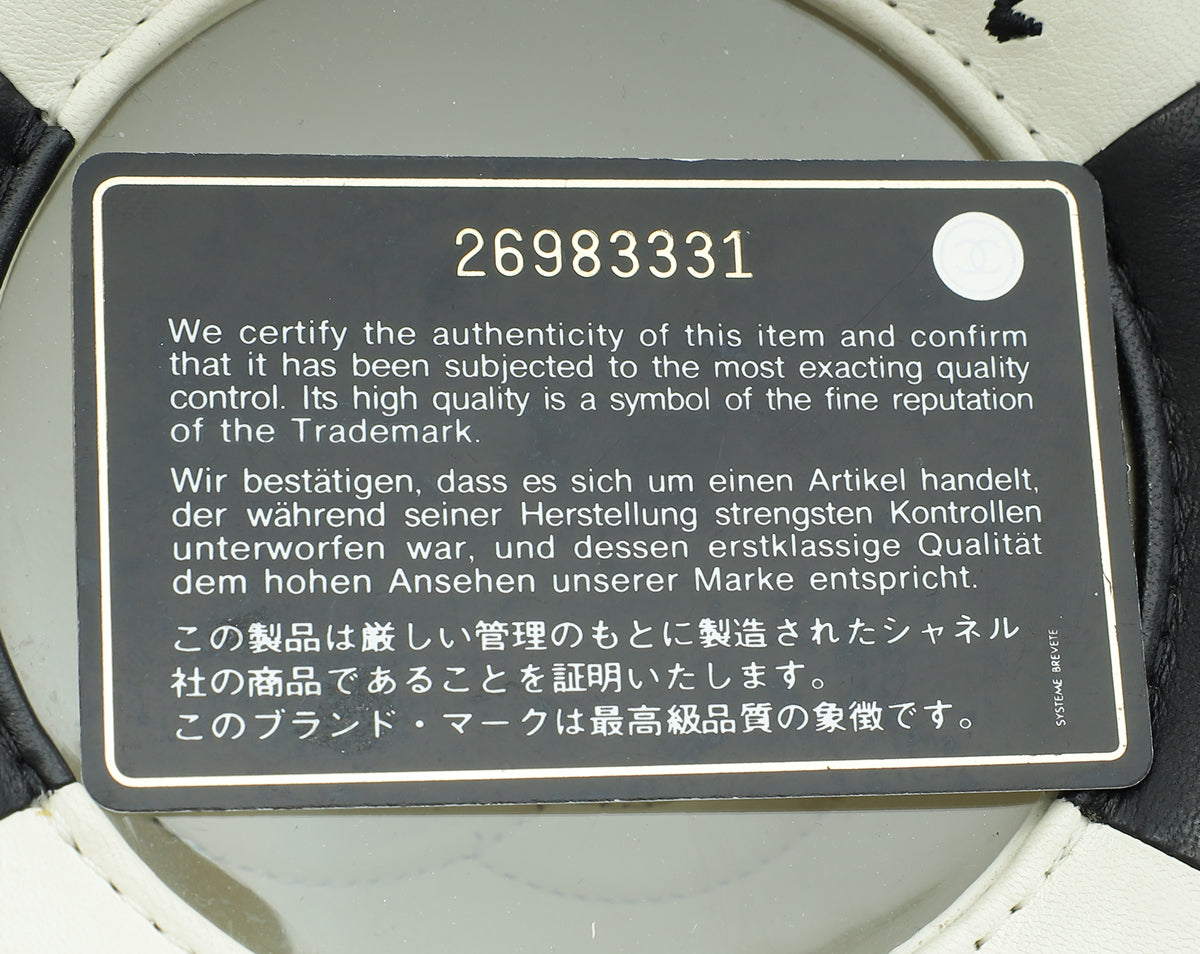 26983331
We certify the authenticity of this item and confirm
that it has been subjected to the most exacting quality
control. Its high quality is a symbol of the fine reputation
of the Trademark.
Wir bestätigen, dass es sich um einen Artikel handelt,
der während seiner Herstellung strengsten Kontrollen
unterworfen war, und dessen erstklassige Qualität
dem hohen Ansehen unserer Marke entspricht.
この製品は厳しい管理のもとに製造されたシャネル
社の商品であることを証明いたします。
このブランド・マークは最高級品質の象徴です。
SYSTEME BREVETE